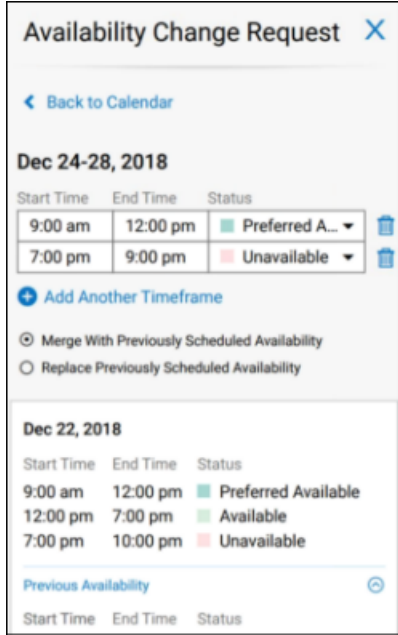 Availability Change Request X
Back to Calendar
Dec 24-28, 2018
Start Time End Time Status
9:00 am 12:00 pm Preferred A...
7:00 pm 9:00 pm Unavailable
Add Another Timeframe
Merge With Previously Scheduled Availability
Replace Previously Scheduled Availability
Dec 22, 2018
Start Time End Time Status
9:00 am 12:00 pm Preferred Available
12:00 pm 7:00 pm Available
7:00 pm 10:00 pm Unavailable
Previous Availability
Start Time End Time Status